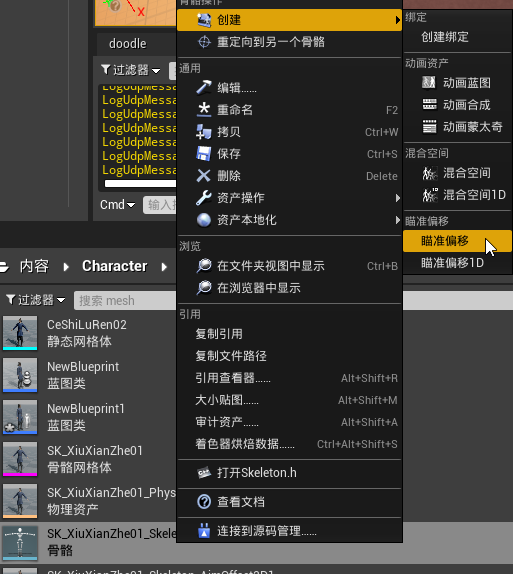 骨骼操作
创建
重定向到另一个骨骼
通用
编辑......
重命名 F2
拷贝 Ctrl+W
保存 Ctrl+S
删除 Delete
资产操作
资产本地化
浏览
在文件夹视图中显示 Ctrl+B
在浏览器中显示
引用
复制引用
复制文件路径
引用查看器...... Alt+Shift+R
大小贴图...... Alt+Shift+M
审计资产...... Alt+Shift+A
着色器烘焙数据...... Ctrl+Alt+Shift+S
打开Skeleton.h
查看文档
连接到源码管理......
绑定
创建绑定
动画资产
动画蓝图
动画合成
动画蒙太奇
混合空间
混合空间
混合空间1D
瞄准偏移
瞄准偏移
瞄准偏移1D
doodle
过滤器
LogUdpMessa
LogUdpMessa
LogUdpMessa
LogUdpMessa
LogUdpMessa
LogUdpMessa
LogUdpMessa
Cmd
输入
内容 Character
过滤器
搜索 mesh
CeShiLuRen02
静态网格体
NewBlueprint
蓝图类
NewBlueprint1
蓝图类
SK_XiuXianZhe01
骨骼网格体
SK_XiuXianZhe01_Phys
物理资产
SK_XiuXianZhe01_Skele
骨骼